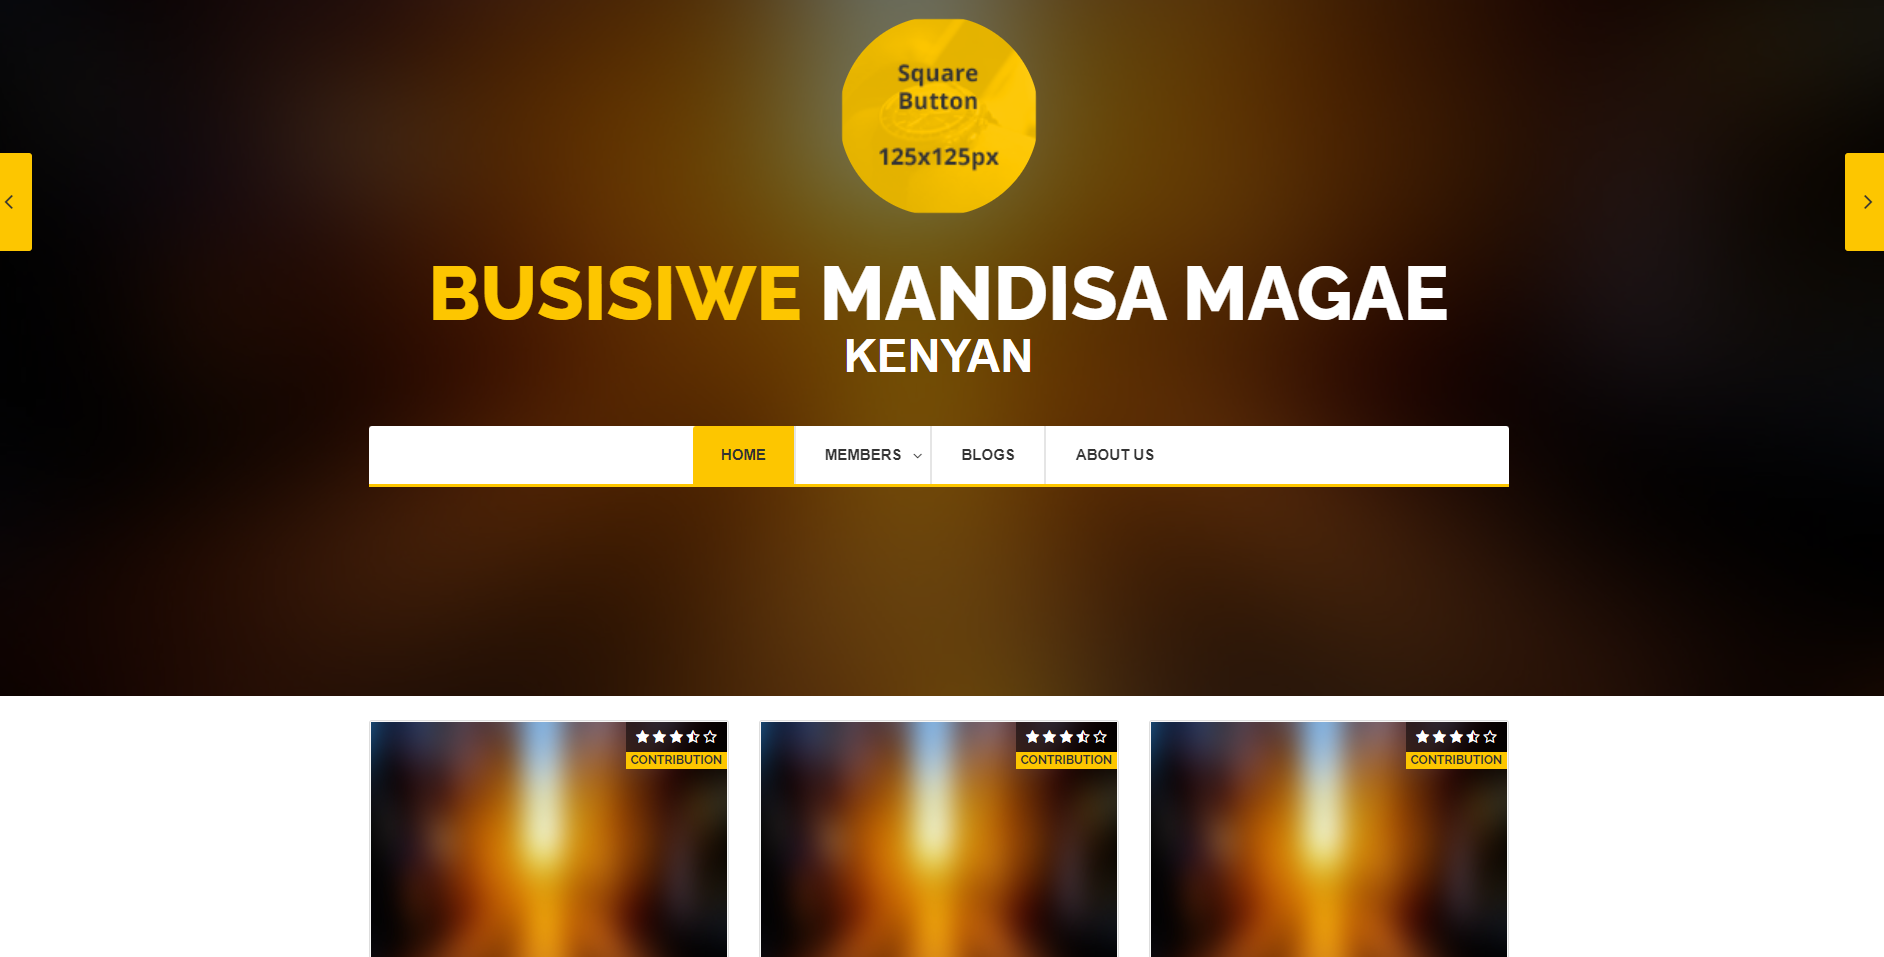 Square
Button
125x125px
BUSISIWE MANDISA MAGAE
KENYAN
HOME MEMBERS BLOGS ABOUT US
CONTRIBUTION CONTRIBUTION CONTRIBUTION